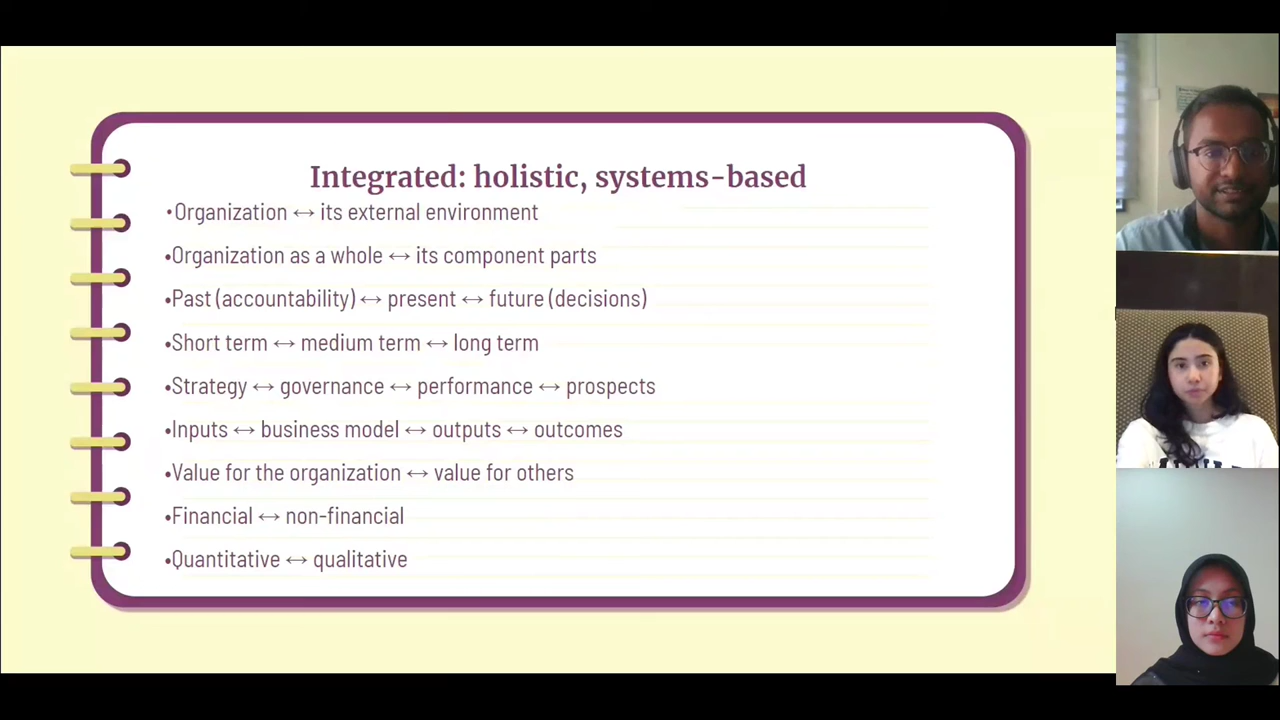 Integrated: holistic, systems-based
•Organization ↔ its external environment
•Organization as a whole ↔ its component parts
•Past (accountability) ↔ present ↔ future (decisions)
•Short term ↔ medium term ↔ long term
•Strategy ↔ governance ↔ performance ↔ prospects
•Inputs ↔ business model ↔ outputs ↔ outcomes
•Value for the organization ↔ value for others
•Financial ↔ non-financial
•Quantitative ↔ qualitative